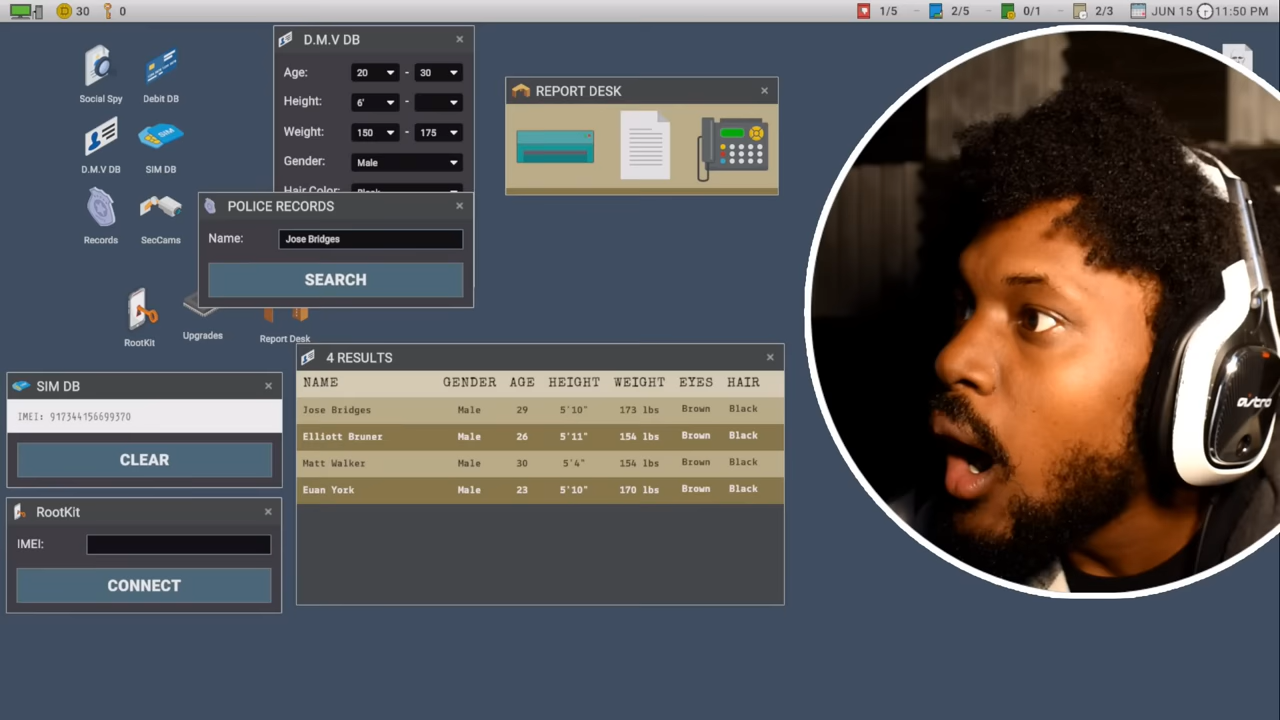 30
0
1/5
2/5
0/1
2/3
JUN 15
11:50 PM
Social Spy
Debit DB
D.M.V DB
SIM DB
Records
SecCams
RootKit
Upgrades
Report Desk
D.M.V DB
Age: 20 - 30
Height: 6' -
Weight: 150 - 175
Gender: Male
Hair Color: Black
POLICE RECORDS
Name: Jose Bridges
SEARCH
REPORT DESK
SIM DB
IMEI: 917344156699370
CLEAR
RootKit
IMEI:
CONNECT
4 RESULTS
NAME GENDER AGE HEIGHT WEIGHT EYES HAIR
Jose Bridges Male 29 5'10" 173 lbs Brown Black
Elliott Bruner Male 26 5'11" 154 lbs Brown Black
Matt Walker Male 30 5'4" 154 lbs Brown Black
Euan York Male 23 5'10" 170 lbs Brown Black
astro